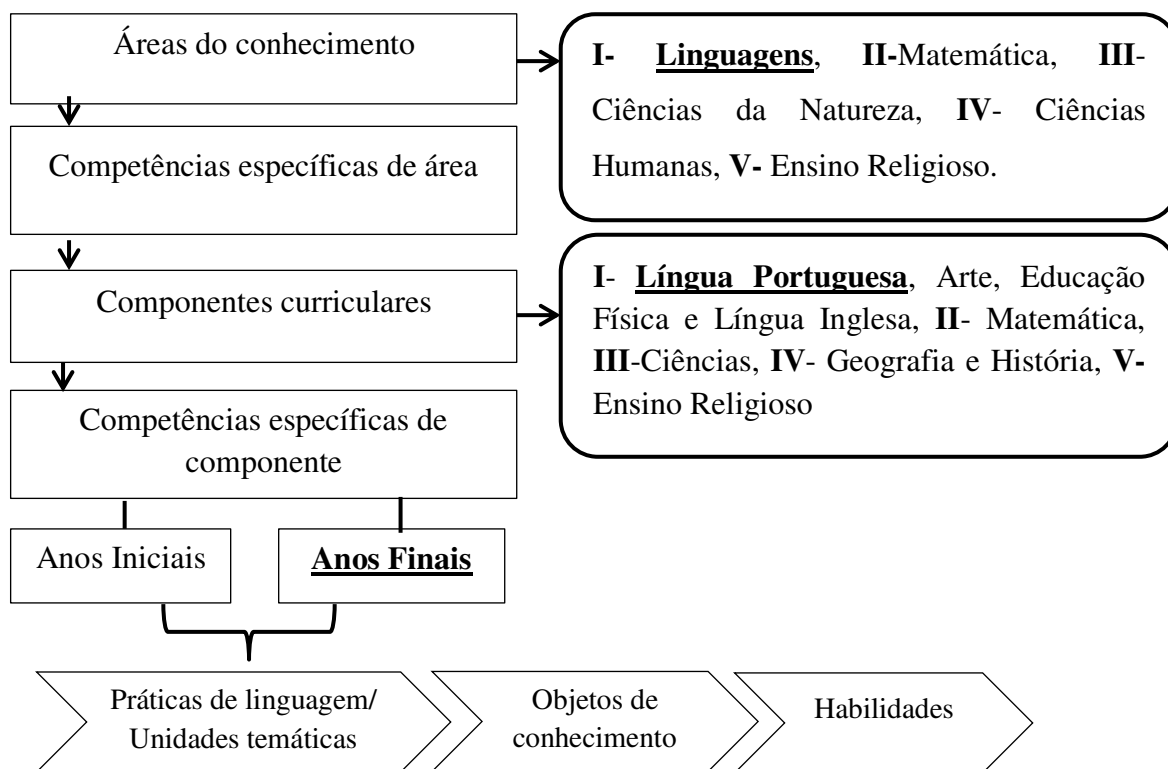 Áreas do conhecimento
I- Linguagens, II-Matemática, III-
Ciências da Natureza, IV- Ciências
Humanas, V- Ensino Religioso.
Competências específicas de área
Componentes curriculares
I- Língua Portuguesa, Arte, Educação
Física e Língua Inglesa, II- Matemática,
III-Ciências, IV- Geografia e História, V-
Ensino Religioso
Competências específicas de
componente
Anos Iniciais
Anos Finais
Práticas de linguagem/
Unidades temáticas
Objetos de
conhecimento
Habilidades